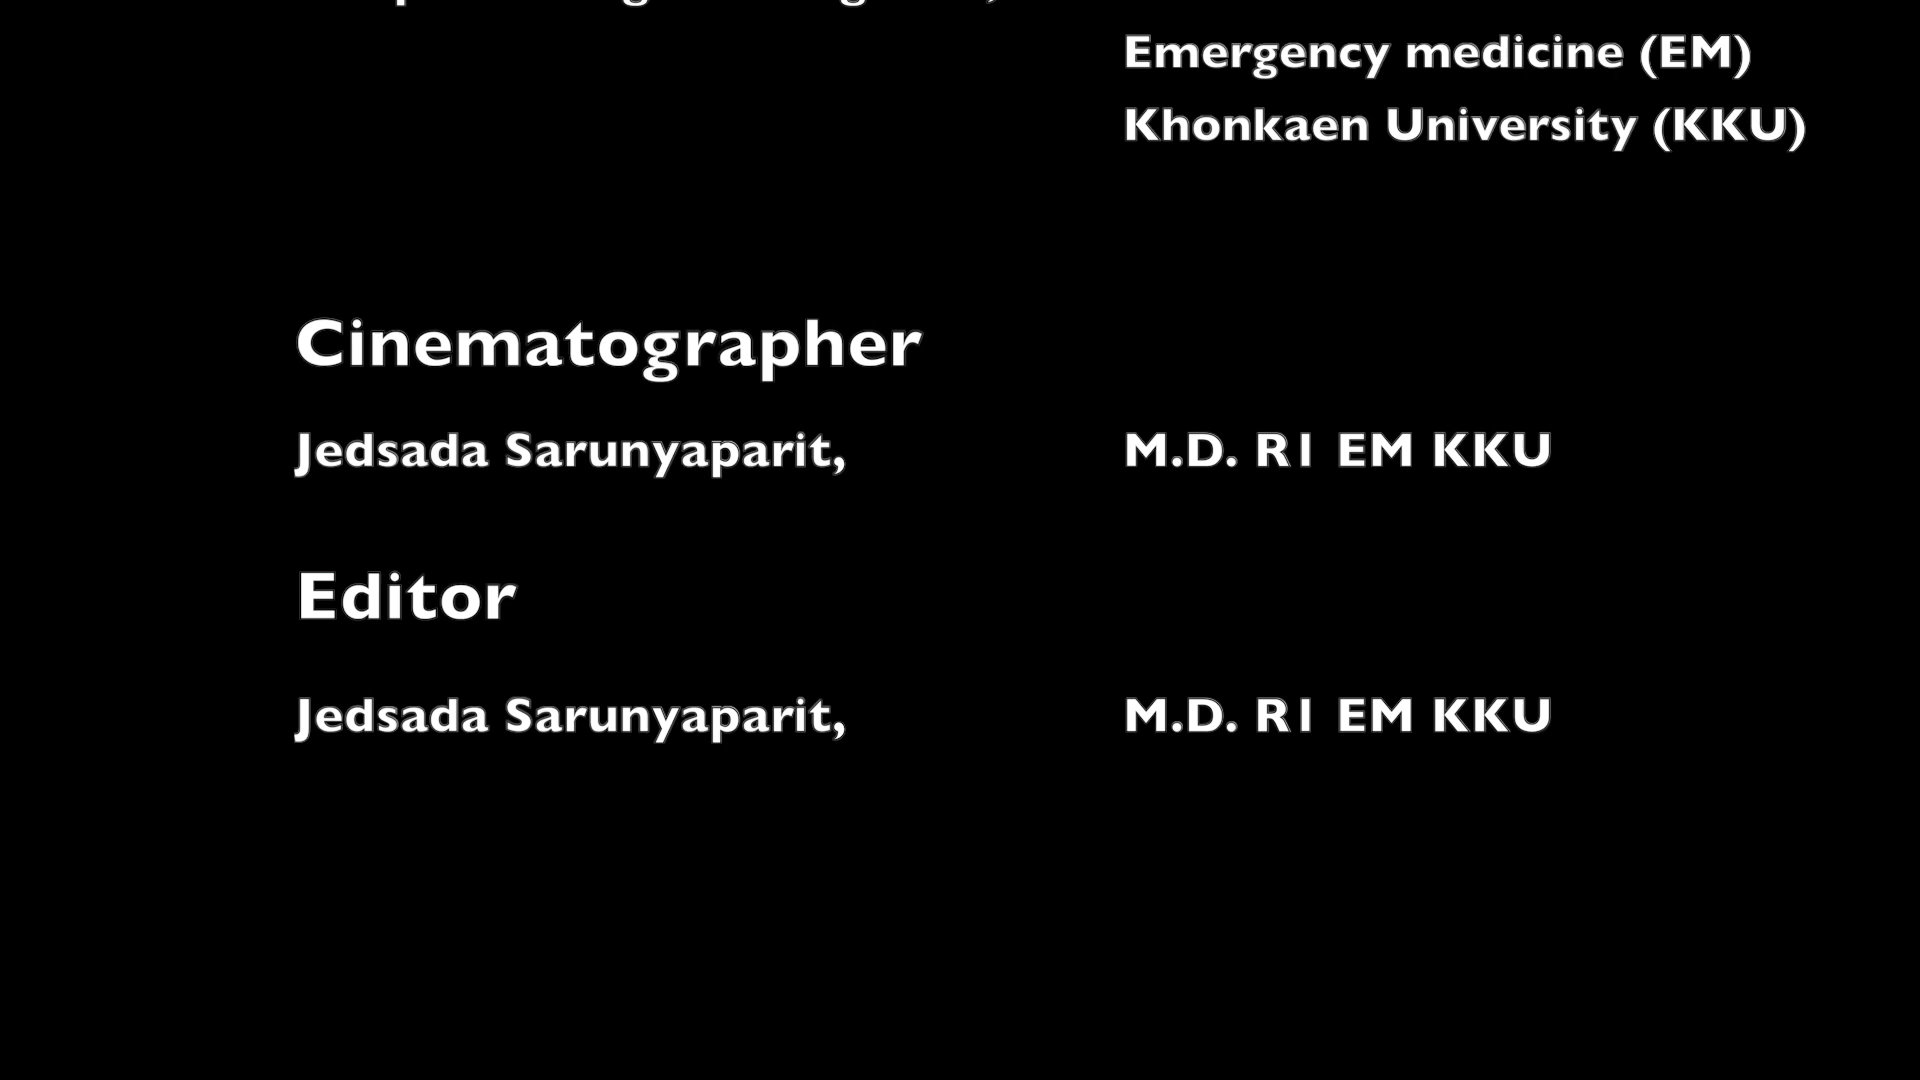 Emergency medicine (EM)
Khonkaen University (KKU)
Cinematographer
Jedsada Sarunyaparit, M.D. R1 EM KKU
Editor
Jedsada Sarunyaparit, M.D. R1 EM KKU